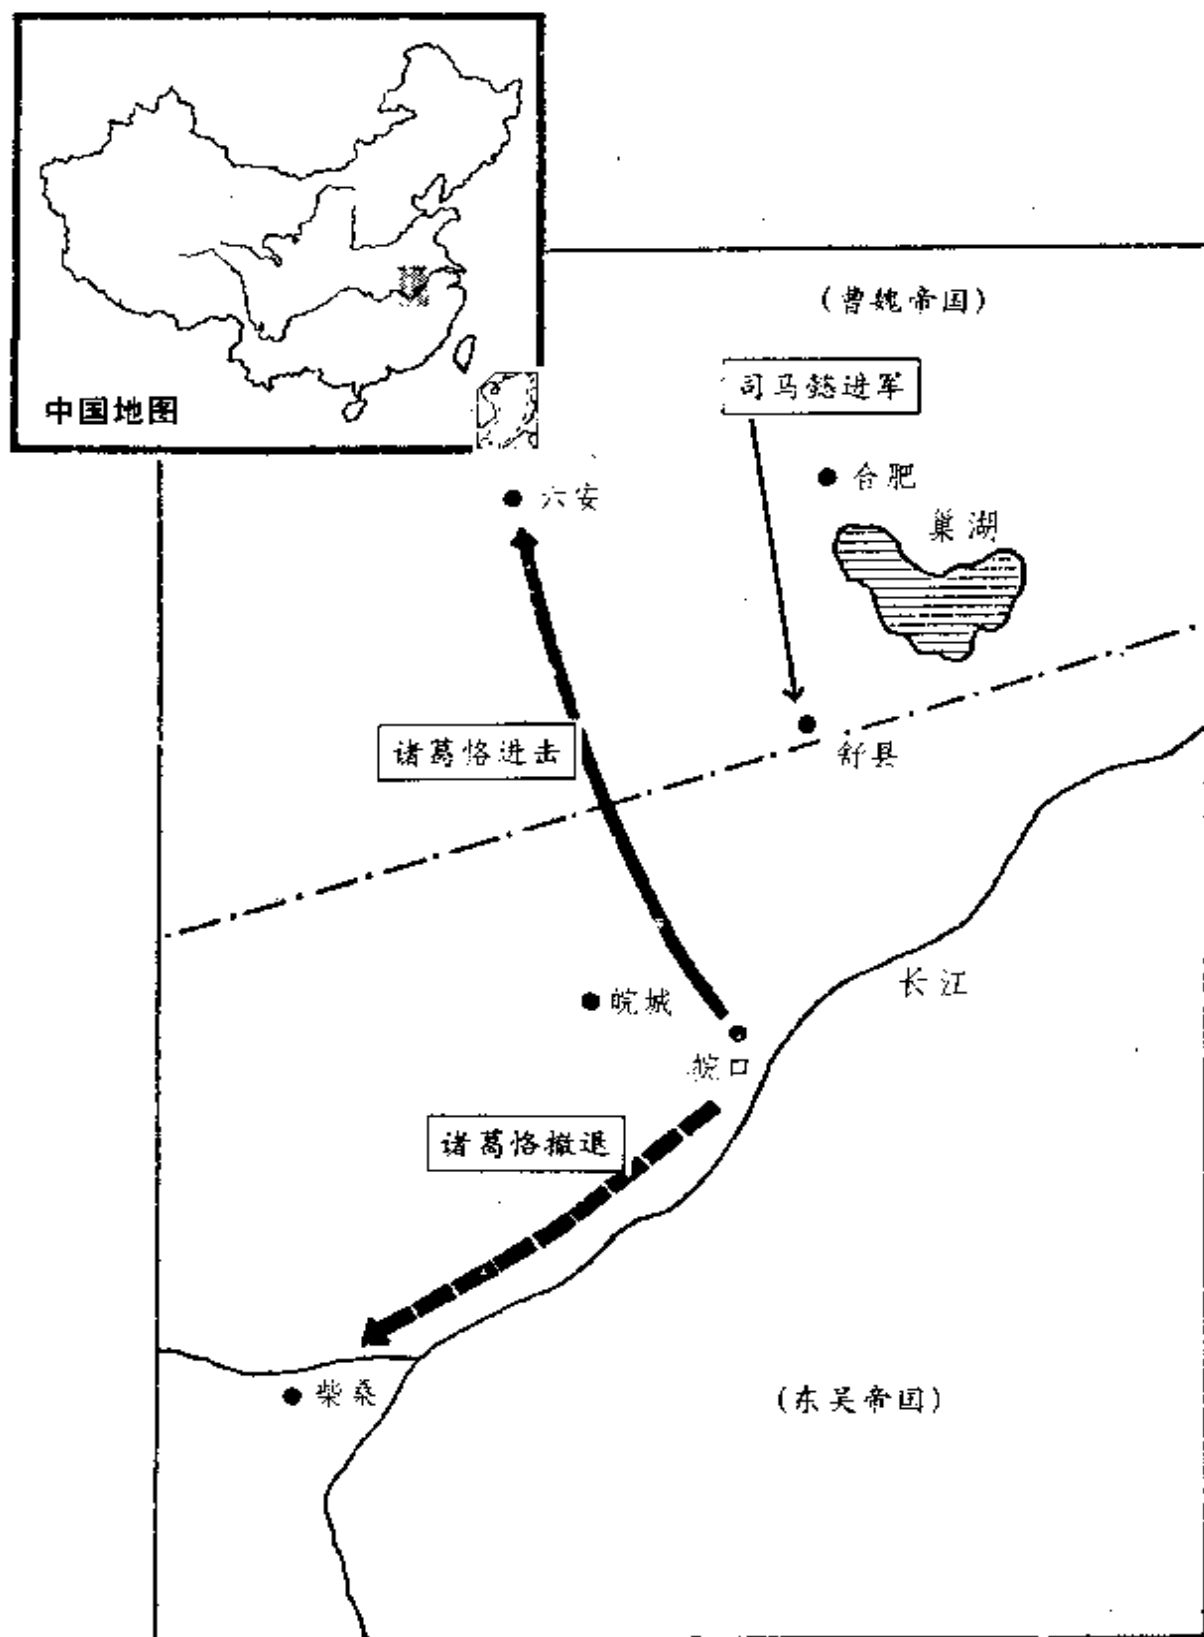 中国地图
(曹魏帝国)
司马懿进军
合肥
六安
巢湖
诸葛恪进击
舒县
长江
皖城
皖口
诸葛恪撤退
柴桑
(东吴帝国)